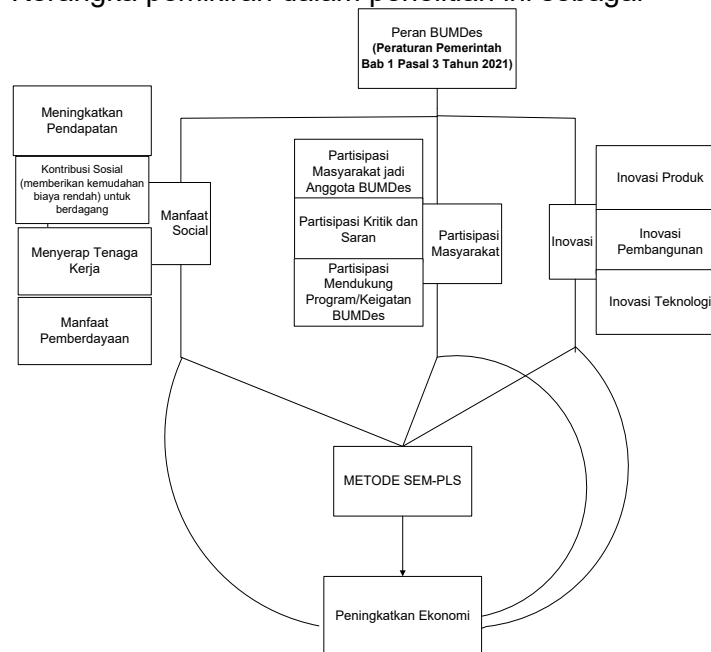 Kerangka pemikiran dalam penelitian ini sebagai
Peran BUMDes
(Peraturan Pemerintah
Bab 1 Pasal 3 Tahun 2021)
Meningkatkan
Pendapatan
Kontribusi Sosial
(memberikan kemudahan
biaya rendah) untuk
berdagang
Menyerap Tenaga
Kerja
Manfaat
Pemberdayaan
Manfaat
Social
Partisipasi
Masyarakat jadi
Anggota BUMDes
Partisipasi Kritik dan
Saran
Partisipasi
Mendukung
Program/Keigatan
BUMDes
Partisipasi
Masyarakat
Inovasi
Inovasi Produk
Inovasi
Pembangunan
Inovasi Teknologi
METODE SEM-PLS
Peningkatkan Ekonomi